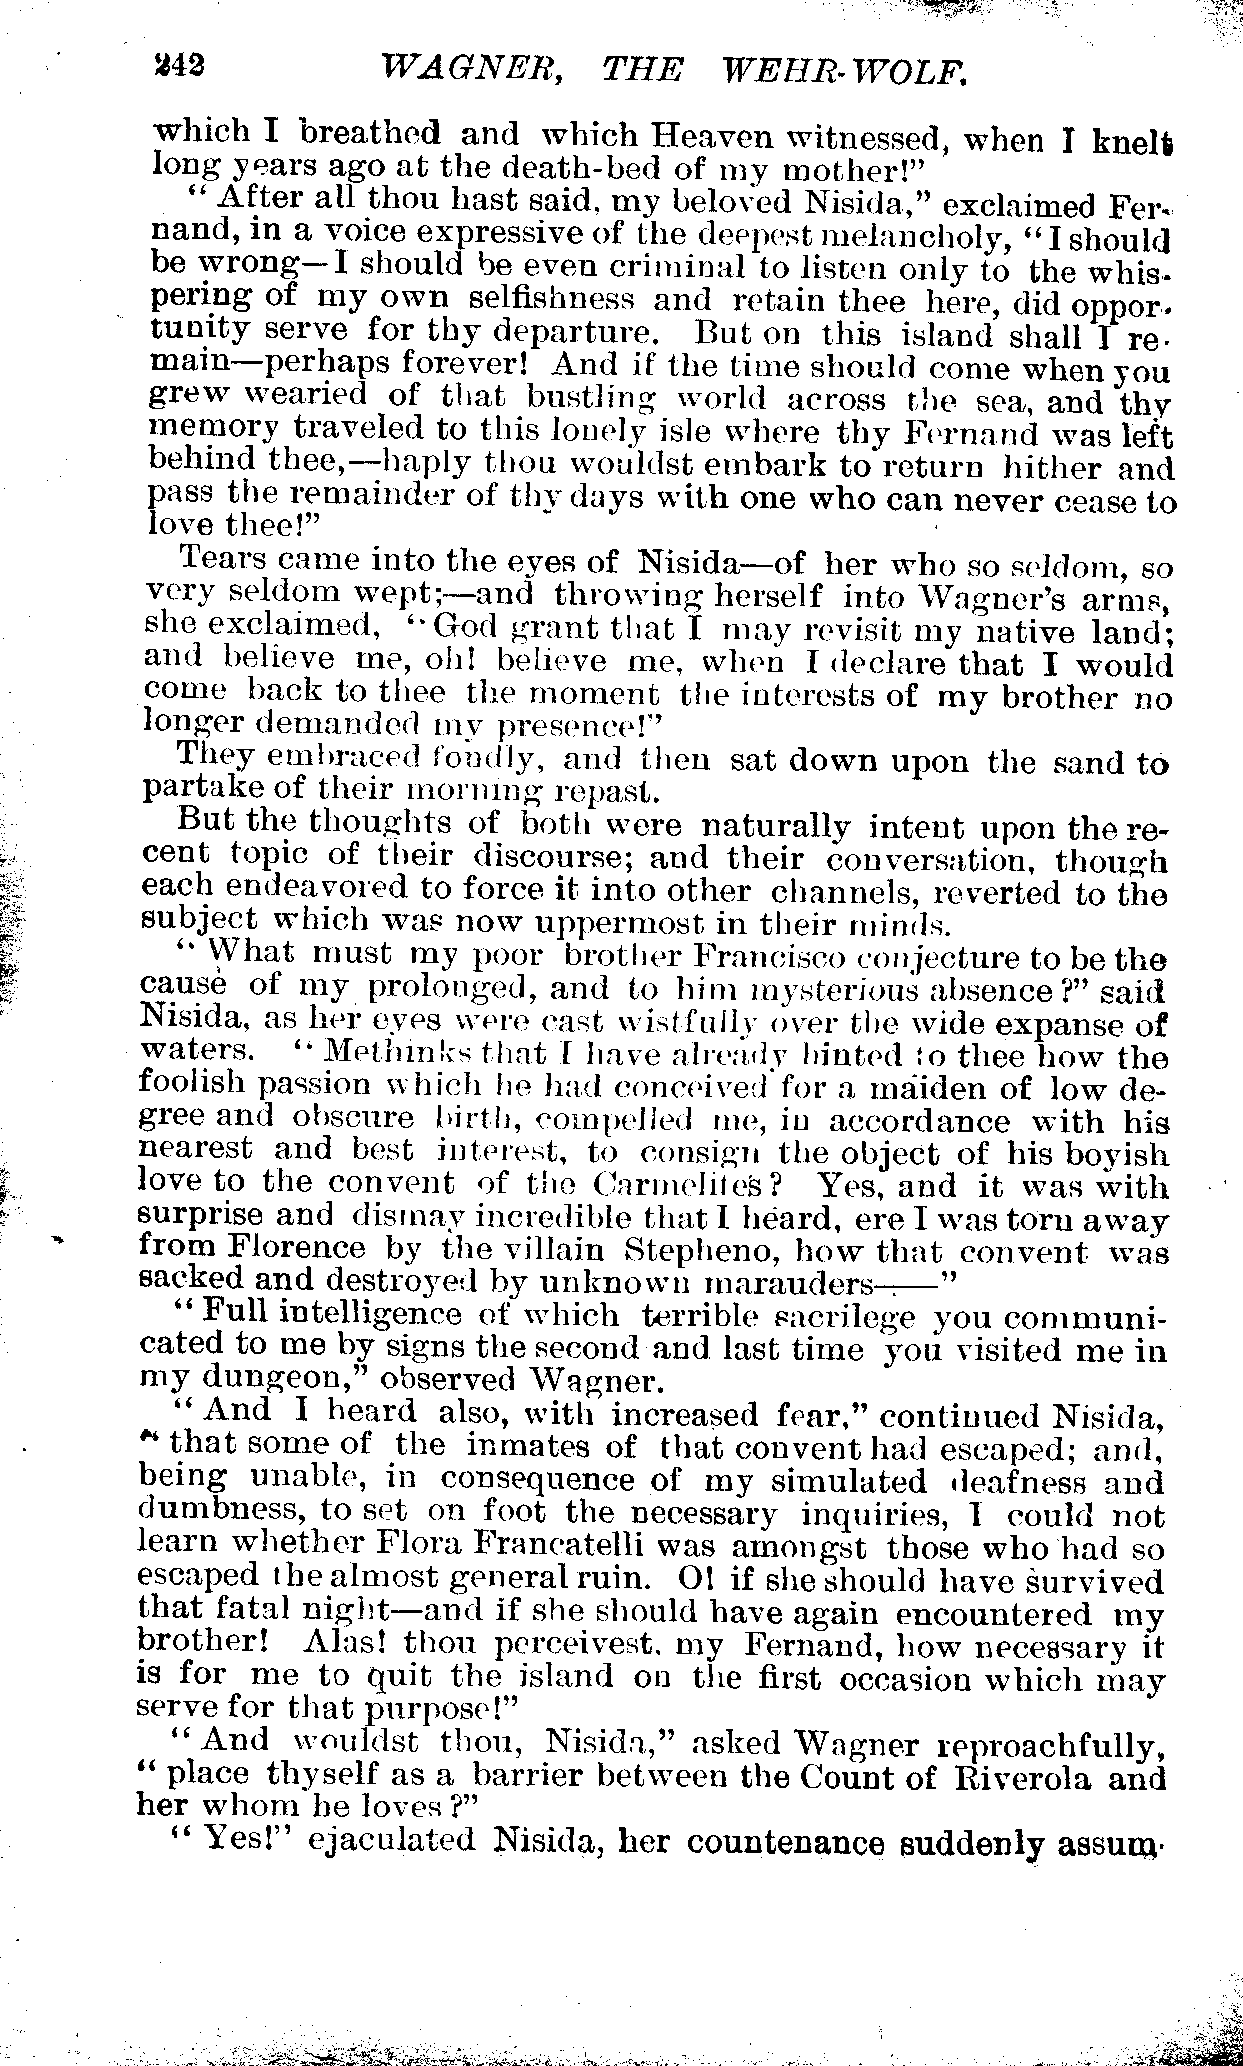 242 WAGNER, THE WEHR-WOLF.
which I breathed and which Heaven witnessed, when I knelt
long years ago at the death-bed of my mother!"
"After all thou hast said, my beloved Nisida," exclaimed Fer-
nand, in a voice expressive of the deepest melancholy, "I should
be wrong—I should be even criminal to listen only to the whis-
pering of my own selfishness and retain thee here, did oppor-
tunity serve for thy departure. But on this island shall I re-
main—perhaps forever! And if the time should come when you
grew wearied of that bustling world across the sea, and thy
memory traveled to this lonely isle where thy Fernand was left
behind thee,—haply thou wouldst embark to return hither and
pass the remainder of thy days with one who can never cease to
love thee!"
Tears came into the eyes of Nisida—of her who so seldom, so
very seldom wept;—and throwing herself into Wagner's arms,
she exclaimed, "God grant that I may revisit my native land;
and believe me, oh! believe me, when I declare that I would
come back to thee the moment the interests of my brother no
longer demanded my presence!"
They embraced fondly, and then sat down upon the sand to
partake of their morning repast.
But the thoughts of both were naturally intent upon the re-
cent topic of their discourse; and their conversation, though
each endeavored to force it into other channels, reverted to the
subject which was now uppermost in their minds.
"What must my poor brother Francisco conjecture to be the
cause of my prolonged, and to him mysterious absence?" said
Nisida, as her eyes were cast wistfully over the wide expanse of
waters. "Methinks that I have already hinted to thee how the
foolish passion which he had conceived for a maiden of low de-
gree and obscure birth, compelled me, in accordance with his
nearest and best interest, to consign the object of his boyish
love to the convent of the Carmelites? Yes, and it was with
surprise and dismay incredible that I heard, ere I was torn away
from Florence by the villain Stepheno, how that convent was
sacked and destroyed by unknown marauders——"
"Full intelligence of which terrible sacrilege you communi-
cated to me by signs the second and last time you visited me in
my dungeon," observed Wagner.
"And I heard also, with increased fear," continued Nisida,
"that some of the inmates of that convent had escaped; and,
being unable, in consequence of my simulated deafness and
dumbness, to set on foot the necessary inquiries, I could not
learn whether Flora Francatelli was amongst those who had so
escaped the almost general ruin. O! if she should have survived
that fatal night—and if she should have again encountered my
brother! Alas! thou perceivest, my Fernand, how necessary it
is for me to quit the island on the first occasion which may
serve for that purpose!"
"And wouldst thou, Nisida," asked Wagner reproachfully,
"place thyself as a barrier between the Count of Riverola and
her whom he loves?"
"Yes!" ejaculated Nisida, her countenance suddenly assum-